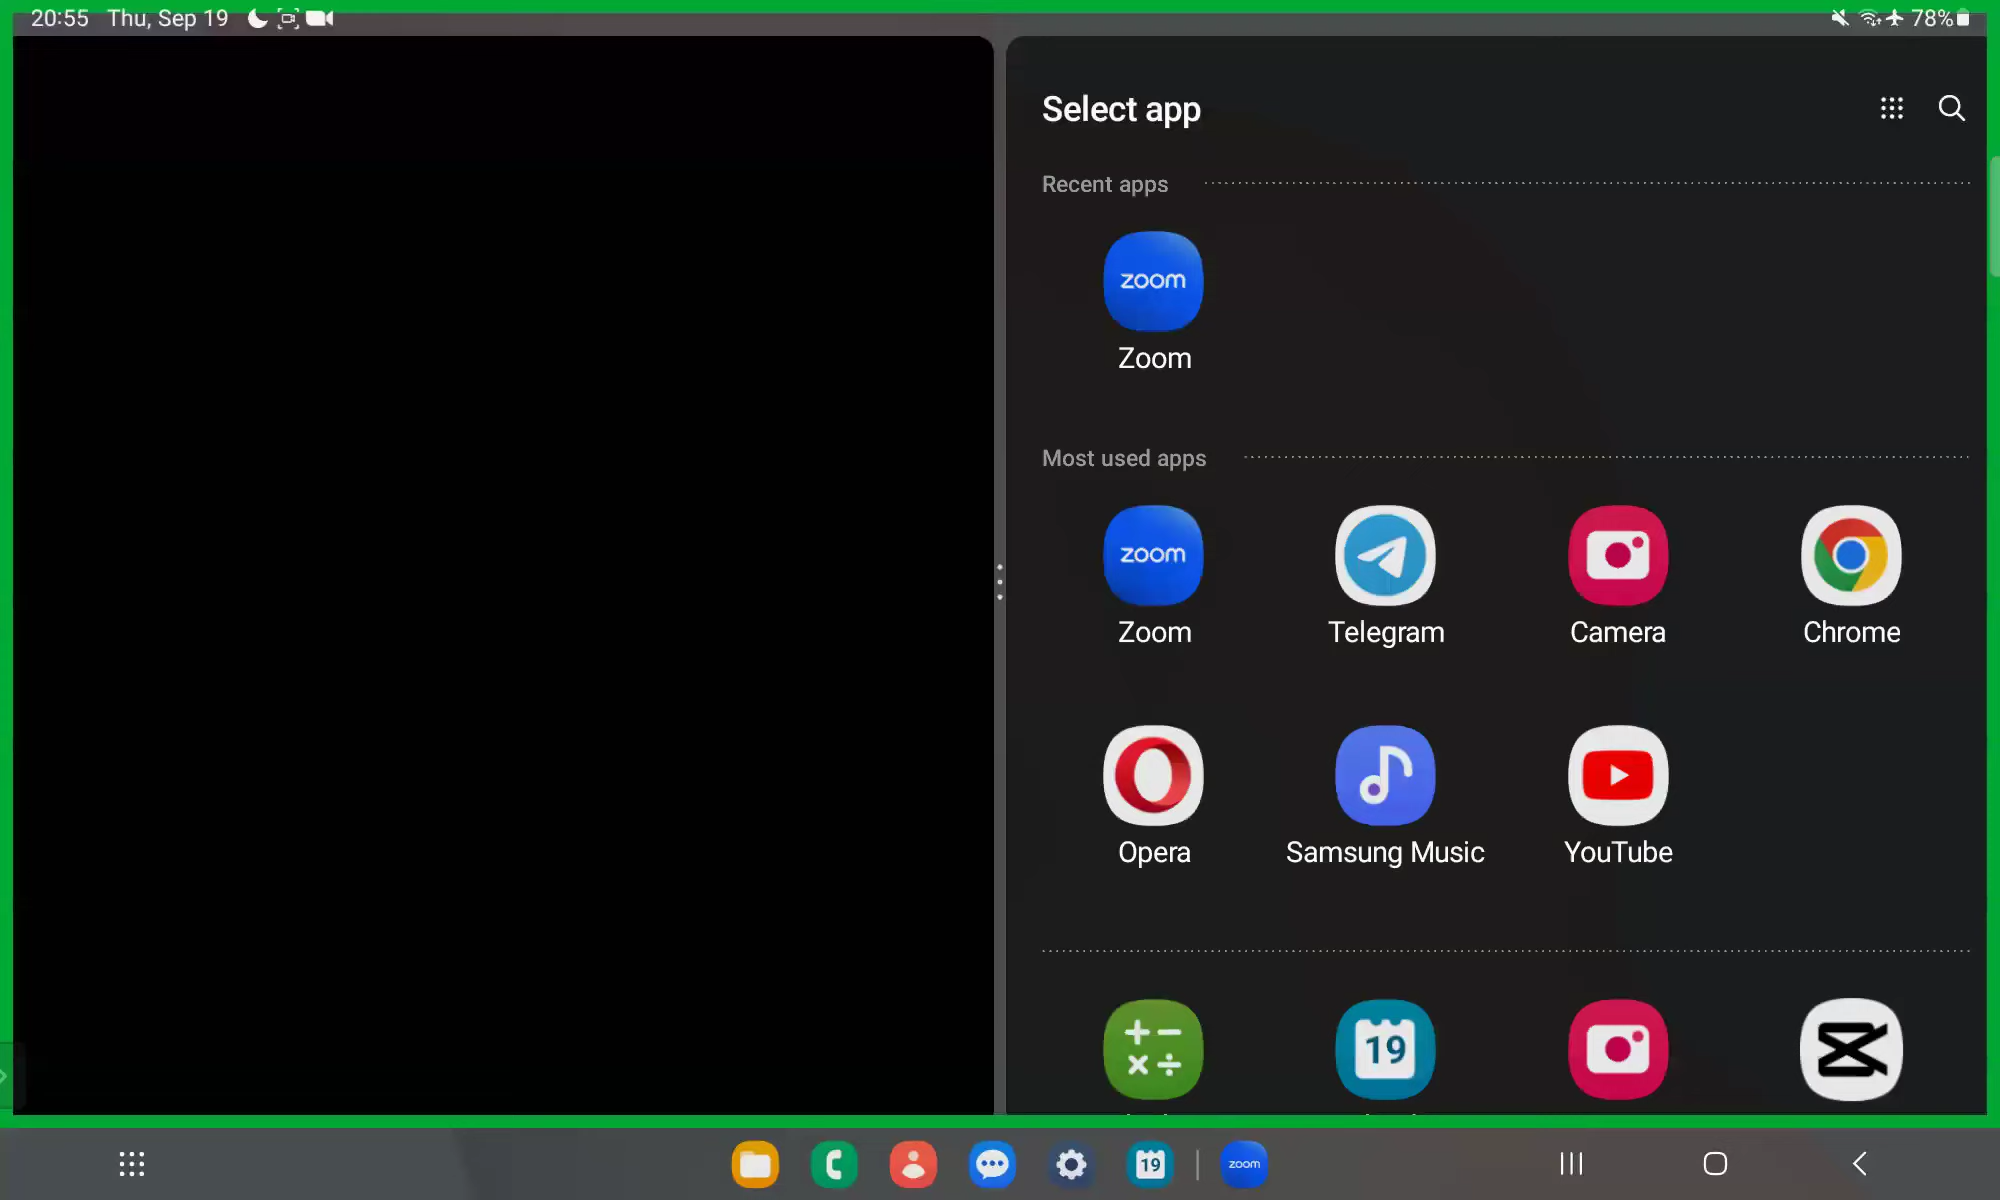 20:55 Thu, Sep 19
78%
Select app
Recent apps
zoom
Zoom
Most used apps
zoom
Zoom
Telegram
Camera
Chrome
Opera
Samsung Music
YouTube
19
19
zoom